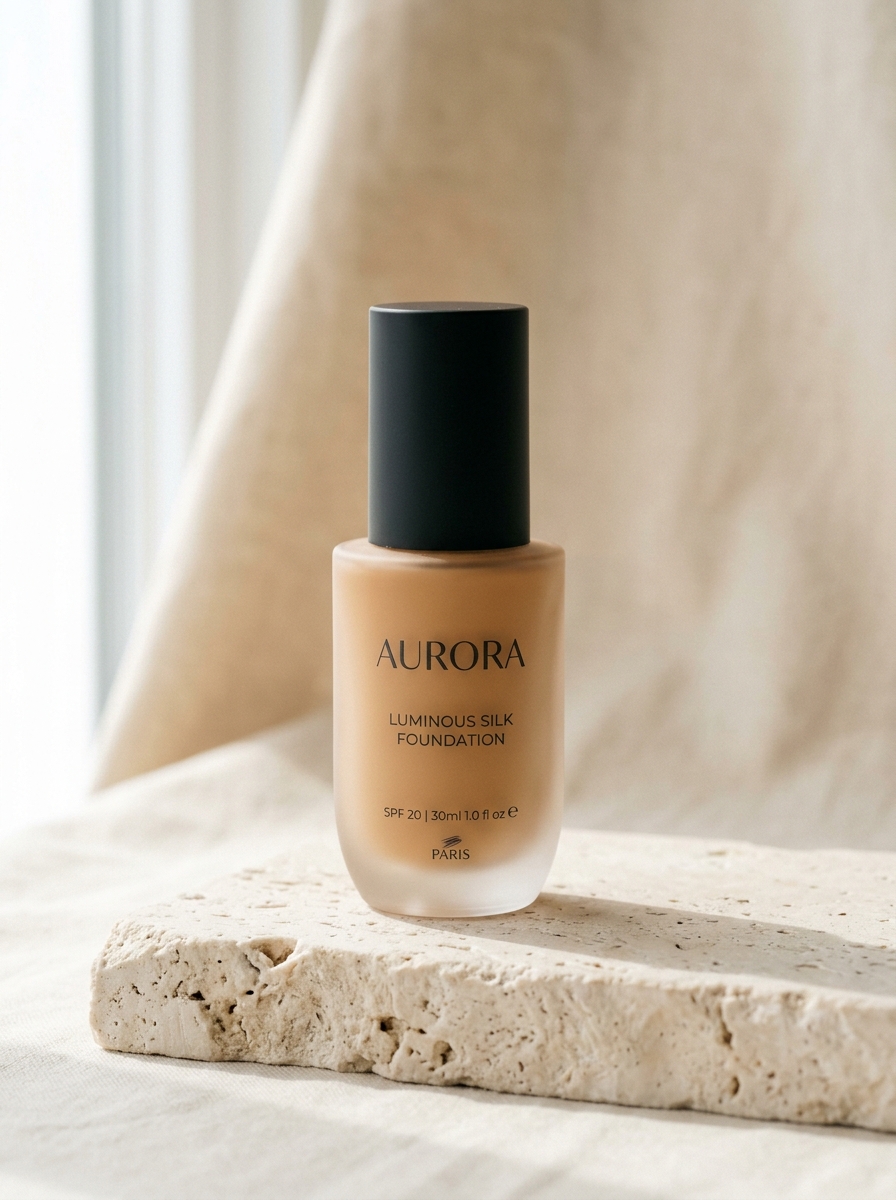 AURORA
LUMINOUS SILK
FOUNDATION
SPF 20 | 30ml 1.0 fl oz ℮
PARIS